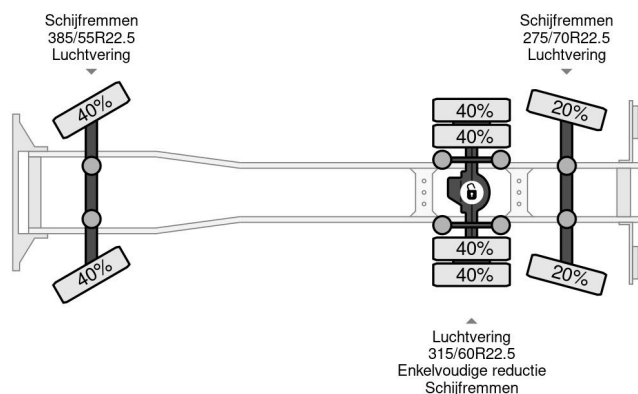 Schijfremmen
385/55R22.5
Luchtvering
Schijfremmen
275/70R22.5
Luchtvering
40%
40%
40%
20%
40%
40%
40%
20%
Luchtvering
315/60R22.5
Enkelvoudige reductie
Schijfremmen